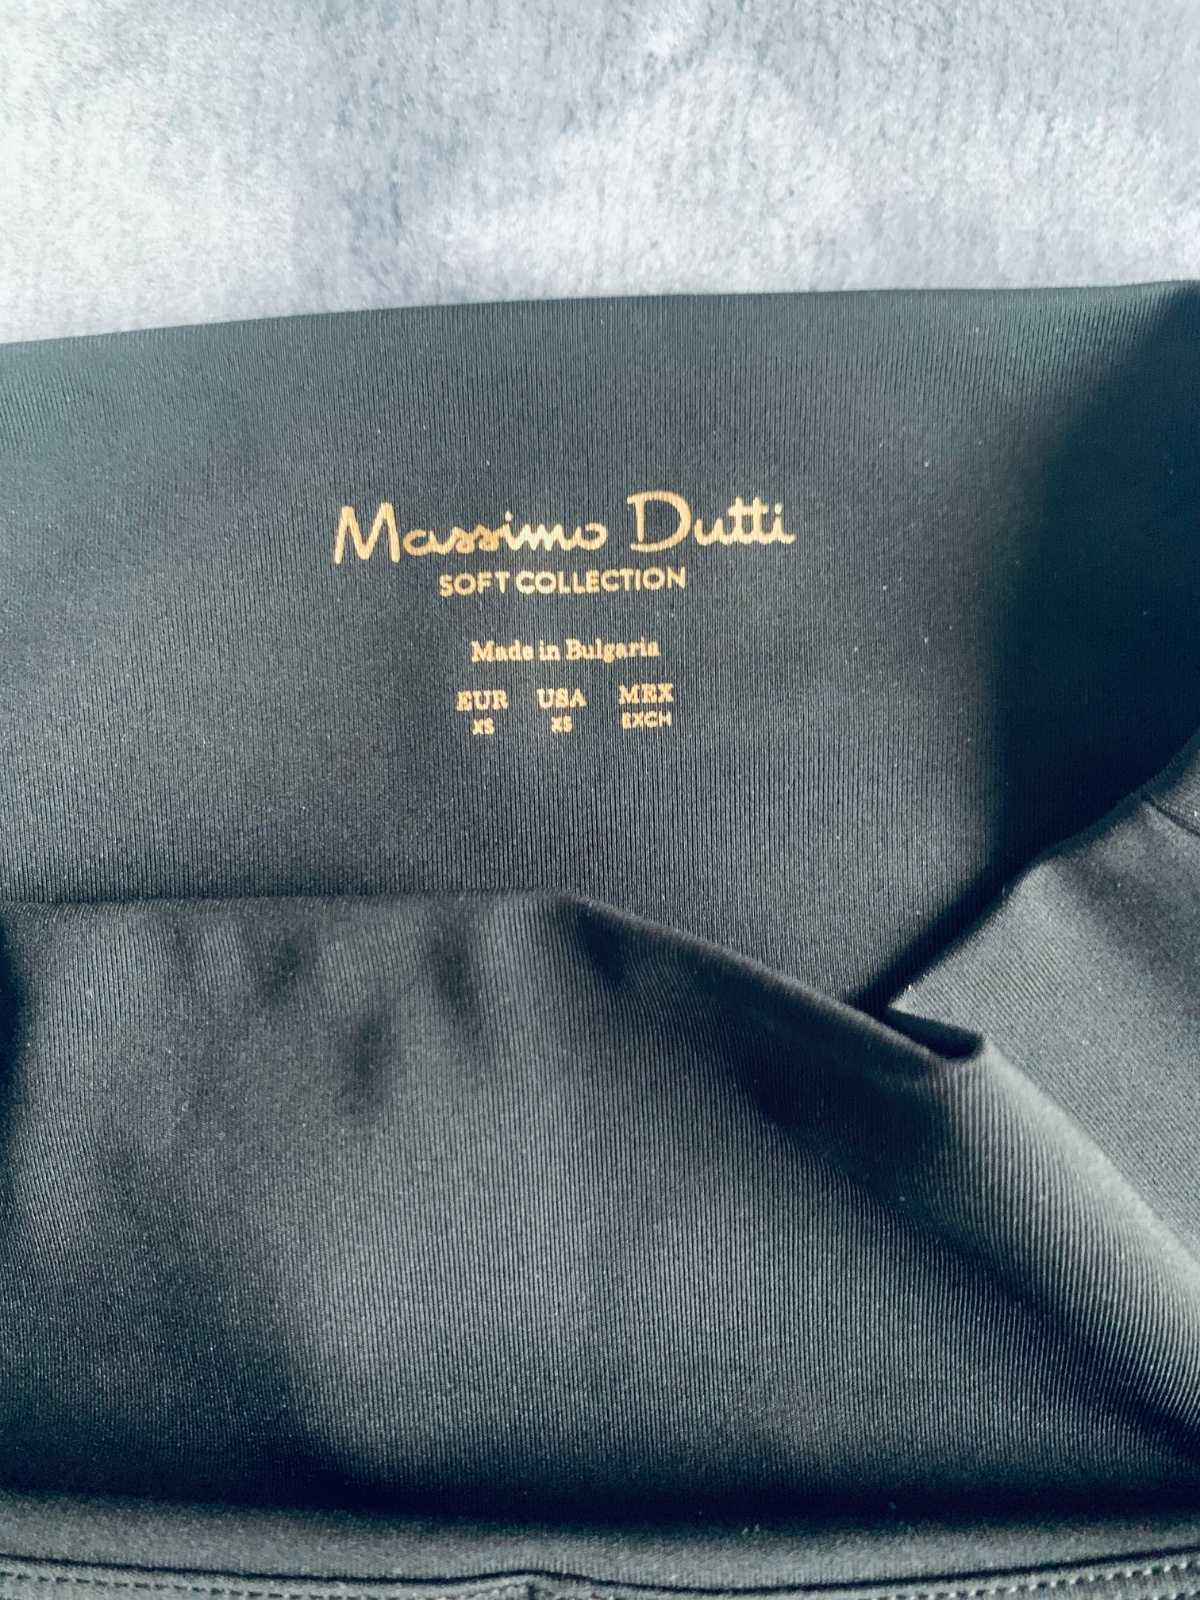 Massimo Dutti
SOFT COLLECTION
Made in Bulgaria
EUR USA MEX
XS XS EXCH